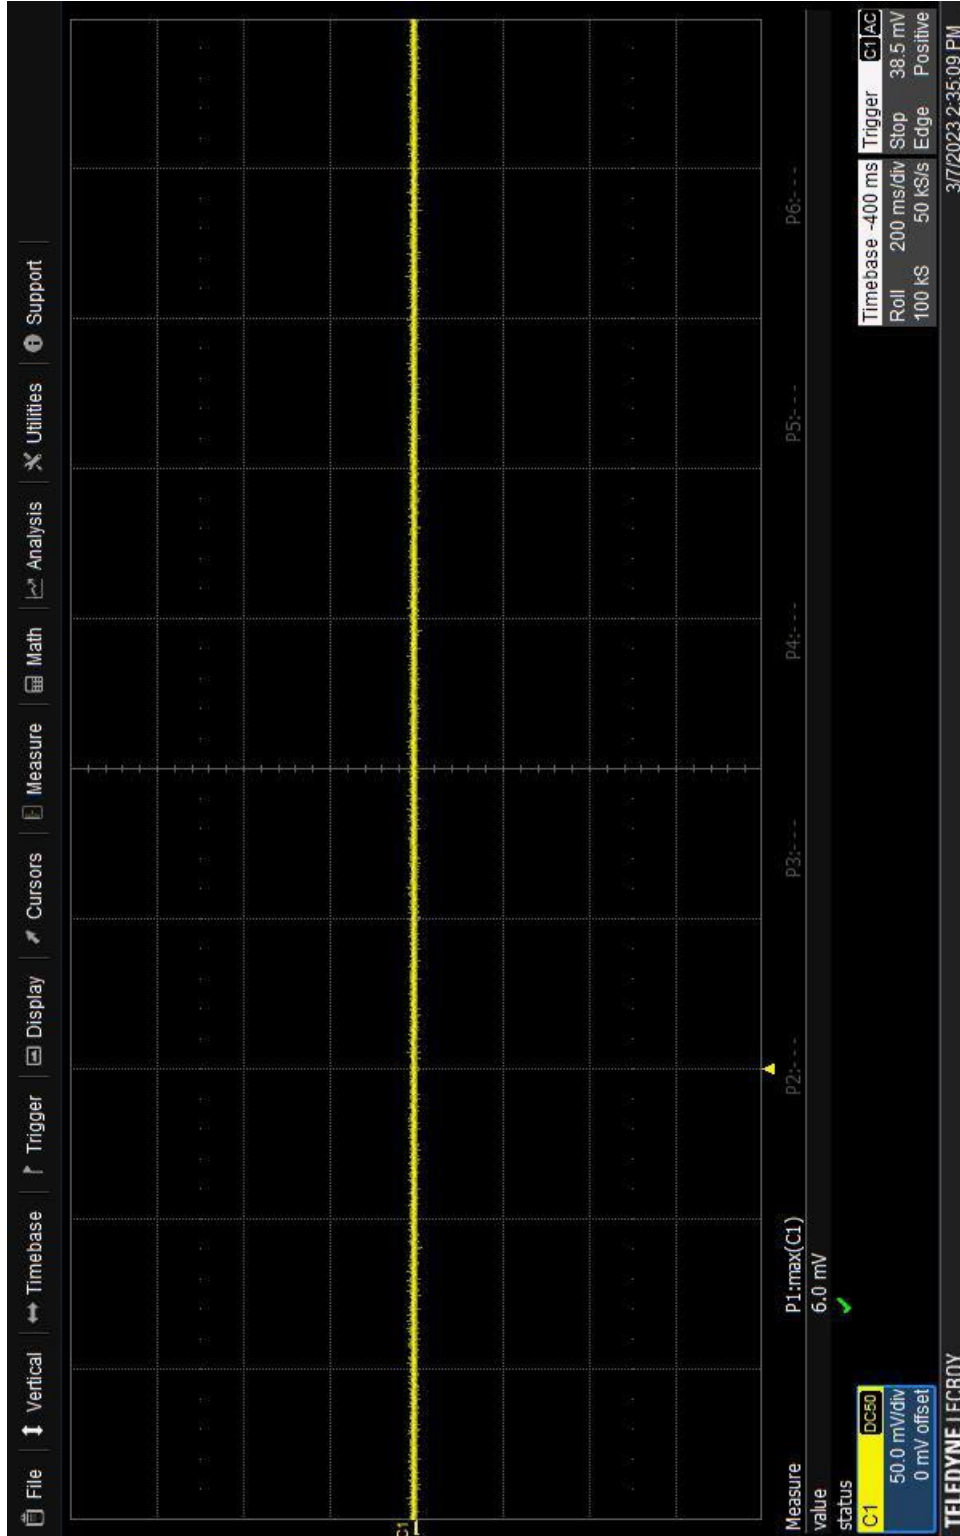 File
Vertical
Timebase
Trigger
Display
Cursors
Measure
Math
Analysis
Utilities
Support
C1
Measure P1:max(C1) P2:--- P3:--- P4:--- P5:--- P6:---
value 6.0 mV
status
C1 DC50
50.0 mV/div
0 mV offset
Timebase -400 ms
Roll 200 ms/div
100 kS 50 kS/s
Trigger C1 AC
Stop 38.5 mV
Edge Positive
TELEDYNE LECROY
3/7/2023 2:35:09 PM